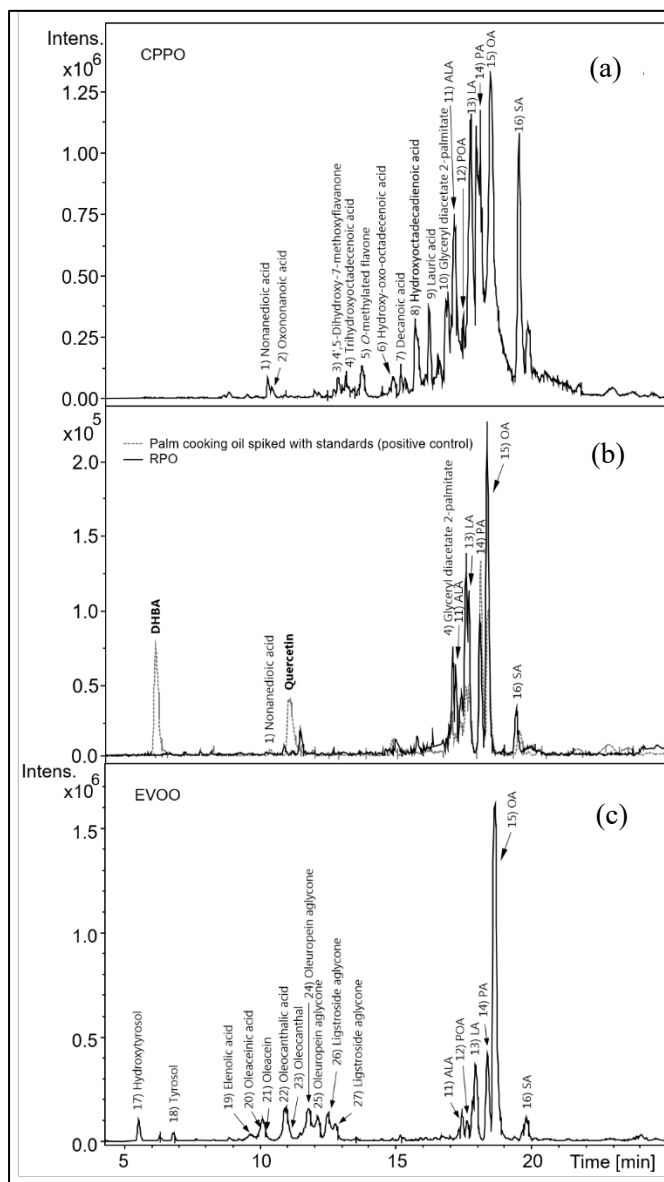 Intens.
x10⁶
CPPO
(a)
1.25
1.00
0.75
0.50
0.25
0.00
1) Nonanedioic acid
2) Oxononanoic acid
3) 4',5-Dihydroxy-7-methoxyflavanone
4) Trihydroxyoctadecenoic acid
5) O-methylated flavone
6) Hydroxy-oxo-octadecenoic acid
7) Decanoic acid
8) Hydroxyoctadecadienoic acid
9) Lauric acid
10) Glyceryl diacetate 2-palmitate
11) ALA
12) POA
13) LA
14) PA
15) OA
16) SA
x10⁵
Palm cooking oil spiked with standards (positive control)
RPO
(b)
2.0
1.5
1.0
0.5
0.0
DHBA
1) Nonanedioic acid
Quercetin
4) Glyceryl diacetate 2-palmitate
11) ALA
13) LA
14) PA
15) OA
16) SA
Intens.
x10⁶
EVOO
(c)
1.5
1.0
0.5
0.0
17) Hydroxytyrosol
18) Tyrosol
19) Elenolic acid
20) Oleaceinic acid
21) Oleacein
22) Oleocanthalic acid
23) Oleocanthal
24) Oleuropein aglycone
25) Oleuropein aglycone
26) Ligstroside aglycone
27) Ligstroside aglycone
11) ALA
12) POA
13) LA
14) PA
15) OA
16) SA
5 10 15 20 Time [min]